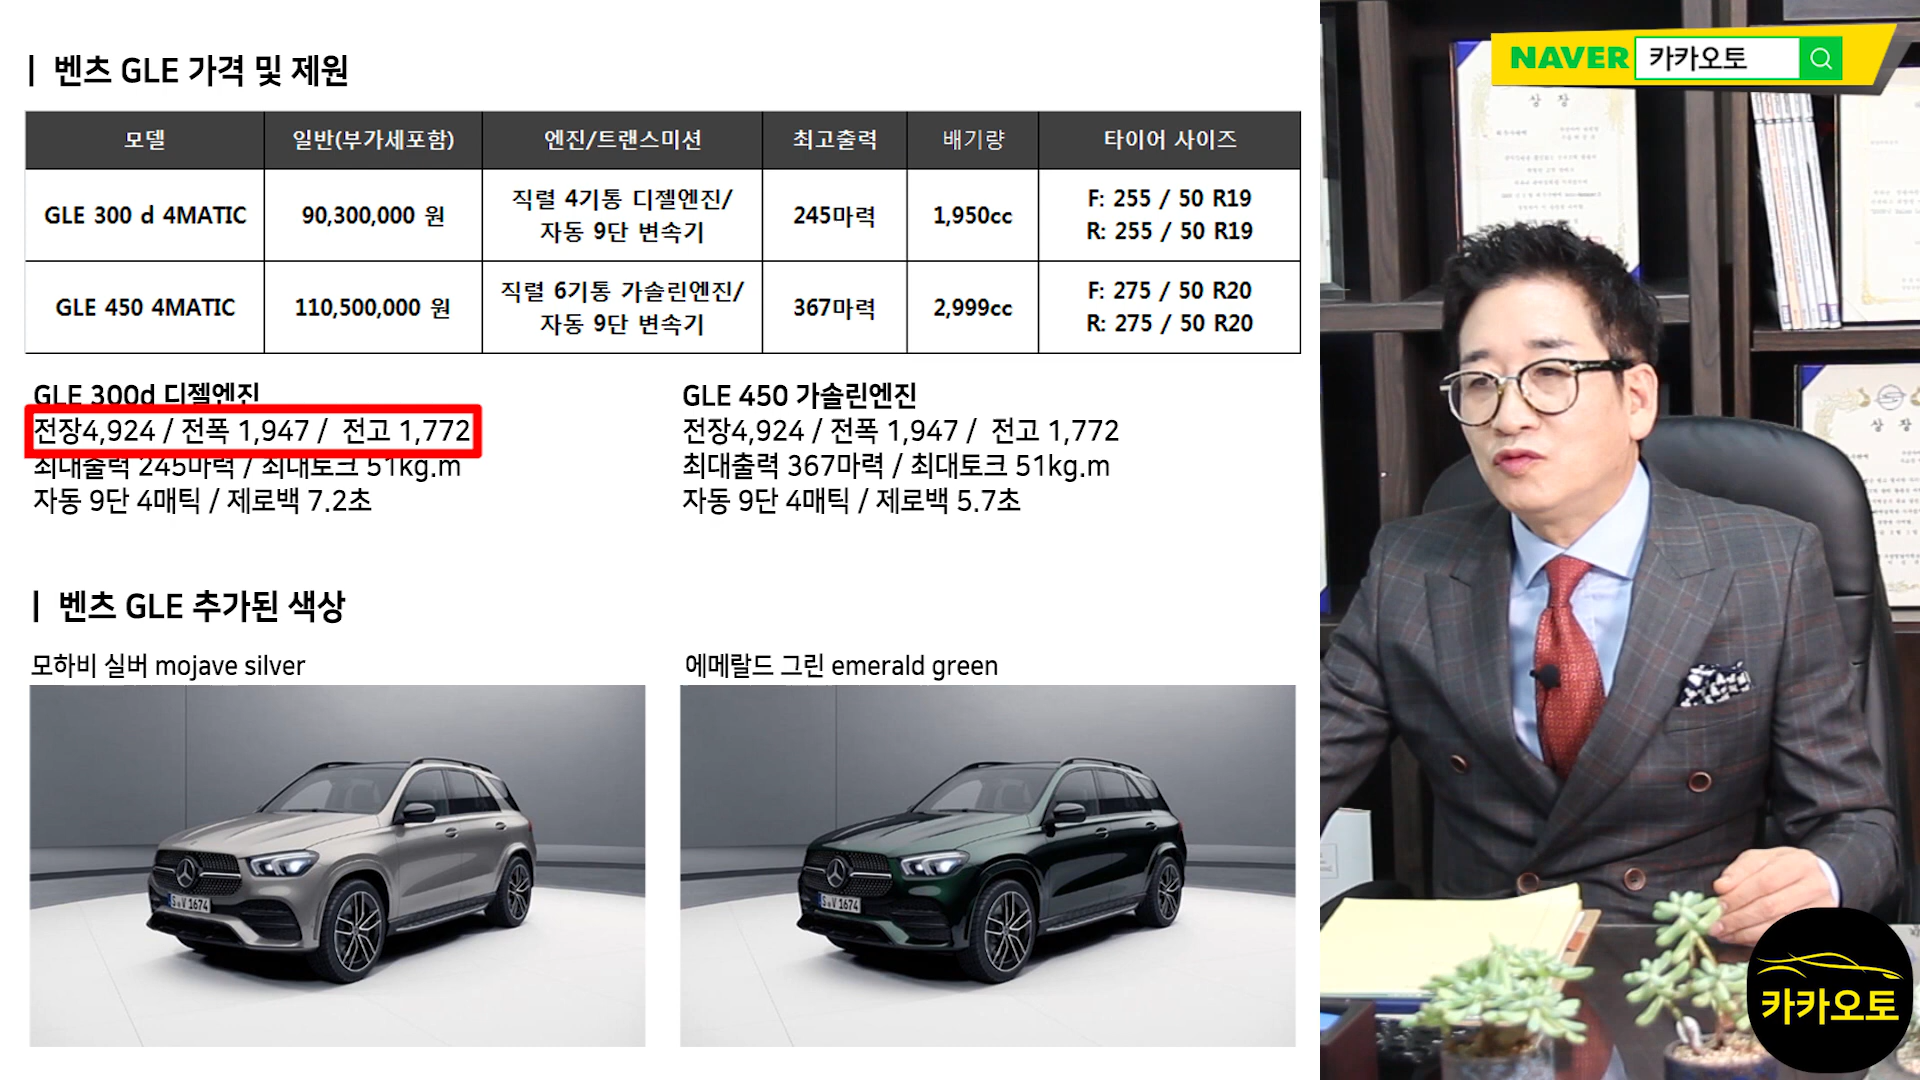 | 벤츠 GLE 가격 및 제원
모델 일반(부가세포함) 엔진/트랜스미션 최고출력 배기량 타이어 사이즈
GLE 300 d 4MATIC 90,300,000 원 직렬 4기통 디젤엔진/ 자동 9단 변속기 245마력 1,950cc F: 255 / 50 R19 R: 255 / 50 R19
GLE 450 4MATIC 110,500,000 원 직렬 6기통 가솔린엔진/ 자동 9단 변속기 367마력 2,999cc F: 275 / 50 R20 R: 275 / 50 R20
GLE 300d 디젤엔진
전장4,924 / 전폭 1,947 / 전고 1,772
최대출력 245마력 / 최대토크 51kg.m
자동 9단 4매틱 / 제로백 7.2초
GLE 450 가솔린엔진
전장4,924 / 전폭 1,947 / 전고 1,772
최대출력 367마력 / 최대토크 51kg.m
자동 9단 4매틱 / 제로백 5.7초
| 벤츠 GLE 추가된 색상
모하비 실버 mojave silver
에메랄드 그린 emerald green
S V 1674
S V 1674
NAVER 카카오토
상 장
상 장
카카오토